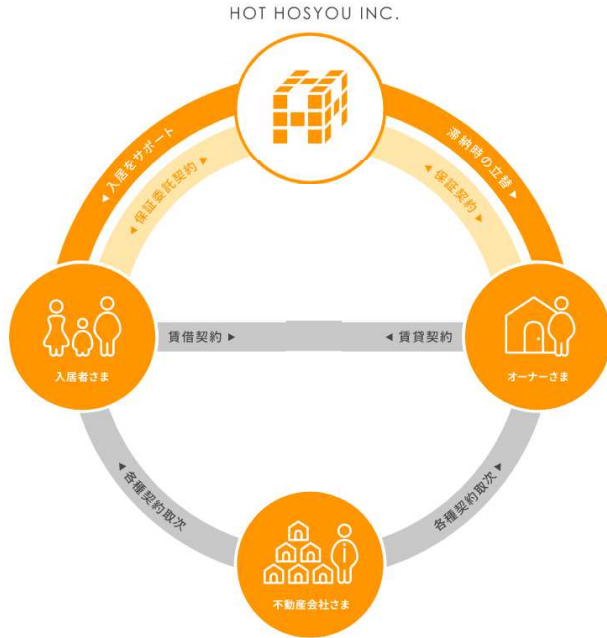 HOT HOSYOU INC.
◀ 入居をサポート
滞納時の立替 ▶
◀ 保証委託契約 ▶
◀ 保証契約 ▶
賃借契約 ▶
◀ 賃貸契約
入居者さま
オーナーさま
◀ 各種契約取次
各種契約取次 ▶
不動産会社さま